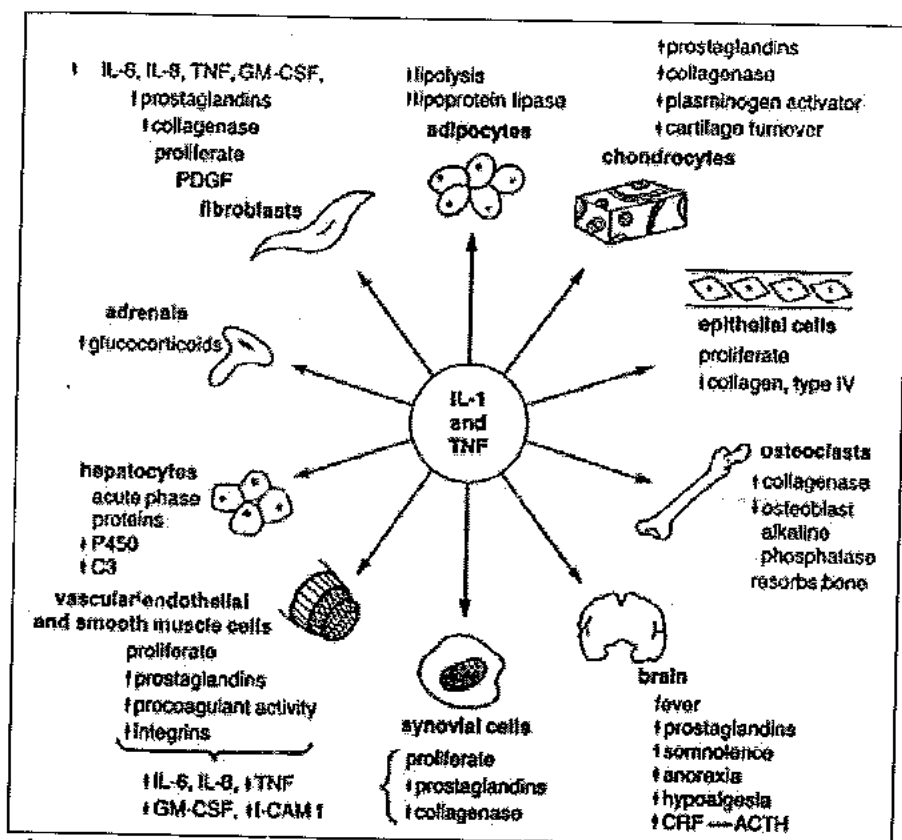 IL-6, IL-8, TNF, GM-CSF,
prostaglandins
collagenase
proliferate
PDGF
fibroblasts
lipolysis
lipoprotein lipase
adipocytes
prostaglandins
collagenase
plasminogen activator
cartilage turnover
chondrocytes
adrenals
glucocorticoids
epithelial cells
proliferate
collagen, type IV
IL-1
and
TNF
hepatocytes
acute phase
proteins
P450
C3
osteoclasts
collagenase
osteoblast
alkaline
phosphatase
resorbs bone
vascular endothelial
and smooth muscle cells
proliferate
prostaglandins
procoagulant activity
integrins
IL-6, IL-8, TNF
GM-CSF, I-CAM 1
synovial cells
proliferate
prostaglandins
collagenase
brain
fever
prostaglandins
somnolence
anorexia
hypoalgesia
CRF ACTH